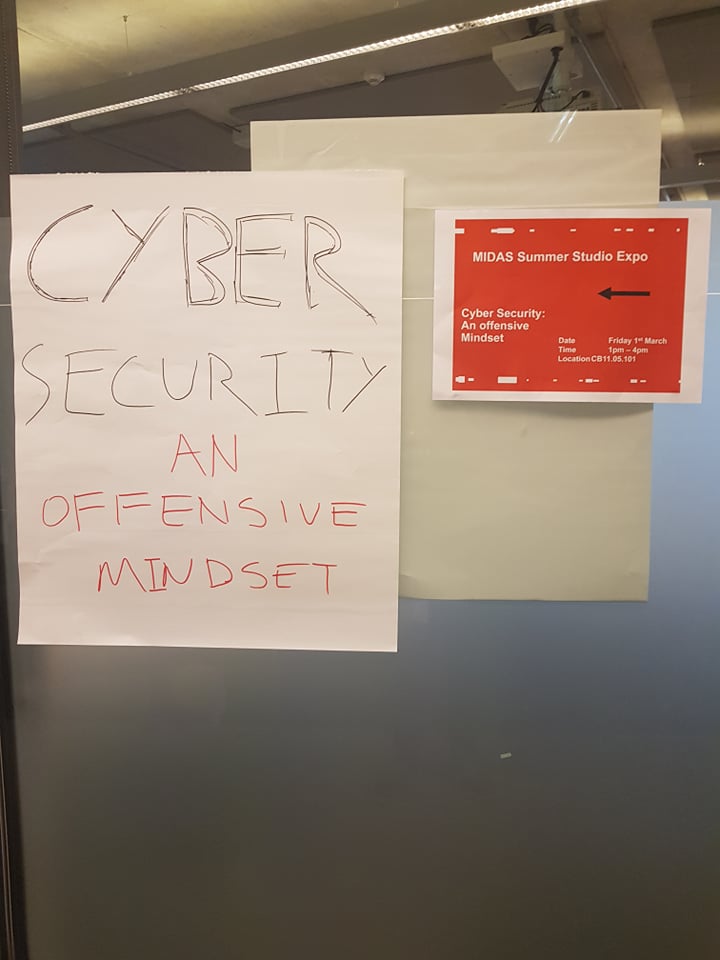 CYBER
SECURITY
AN
OFFENSIVE
MINDSET
MIDAS Summer Studio Expo
Cyber Security:
An offensive
Mindset
Date Friday 1st March
Time 1pm – 4pm
Location CB11.05.101